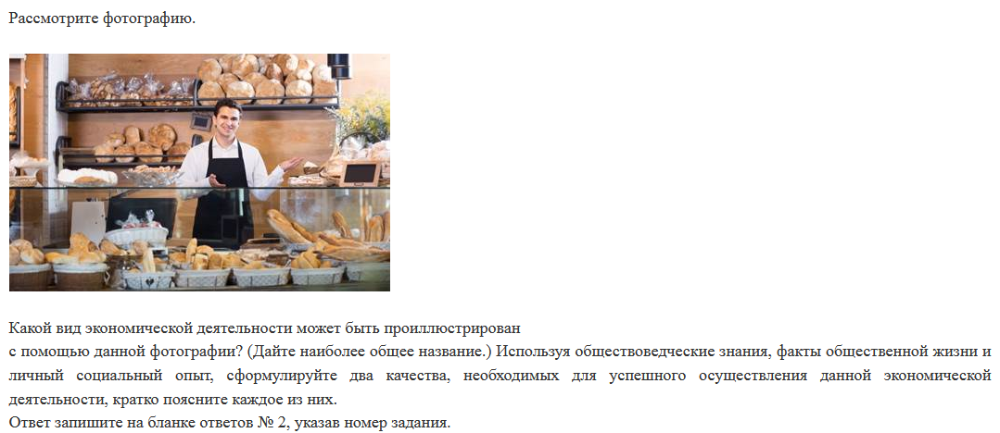 Рассмотрите фотографию.
Какой вид экономической деятельности может быть проиллюстрирован
с помощью данной фотографии? (Дайте наиболее общее название.) Используя обществоведческие знания, факты общественной жизни и
личный социальный опыт, сформулируйте два качества, необходимых для успешного осуществления данной экономической
деятельности, кратко поясните каждое из них.
Ответ запишите на бланке ответов № 2, указав номер задания.